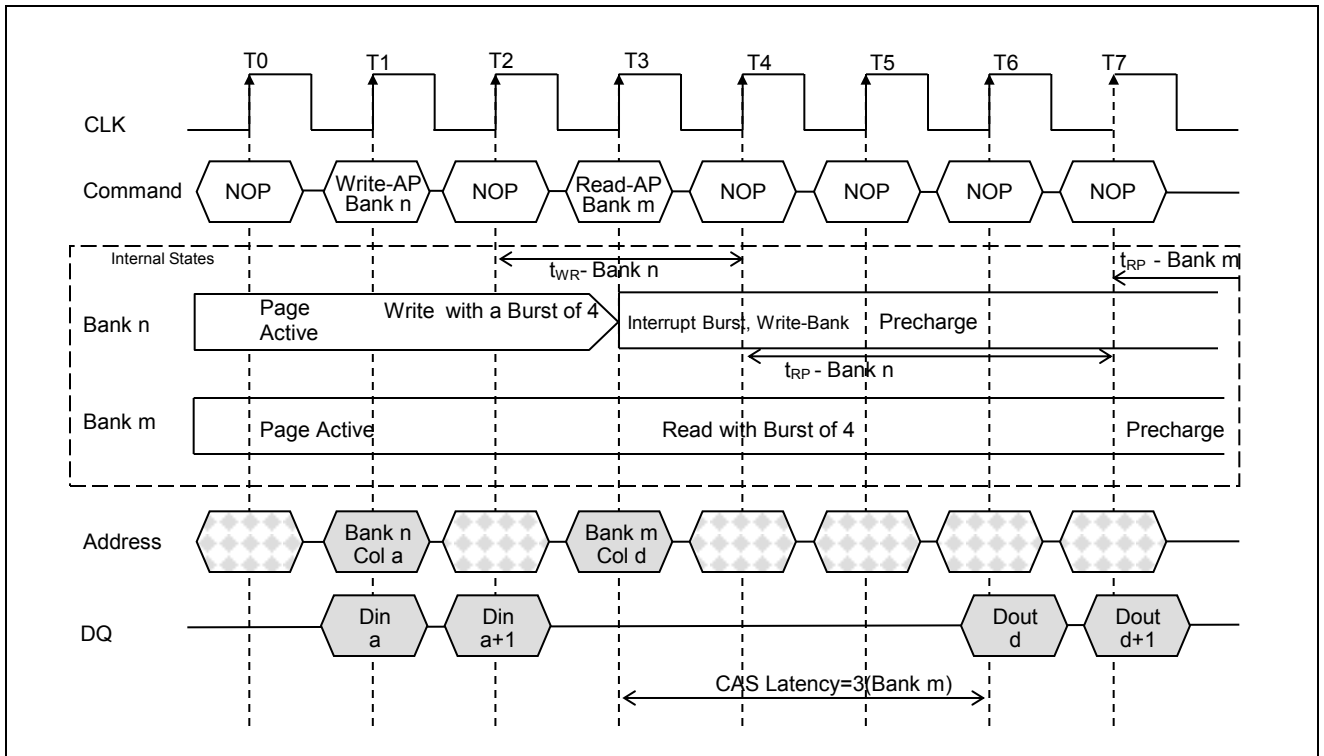 T0 T1 T2 T3 T4 T5 T6 T7
CLK
Command NOP Write-AP Bank n NOP Read-AP Bank m NOP NOP NOP NOP
Internal States
tWR- Bank n
tRP - Bank m
Bank n
Page Active
Write with a Burst of 4
Interrupt Burst, Write-Bank
Precharge
tRP - Bank n
Bank m
Page Active
Read with Burst of 4
Precharge
Address Bank n Col a Bank m Col d
DQ Din a Din a+1 Dout d Dout d+1
CAS Latency=3(Bank m)